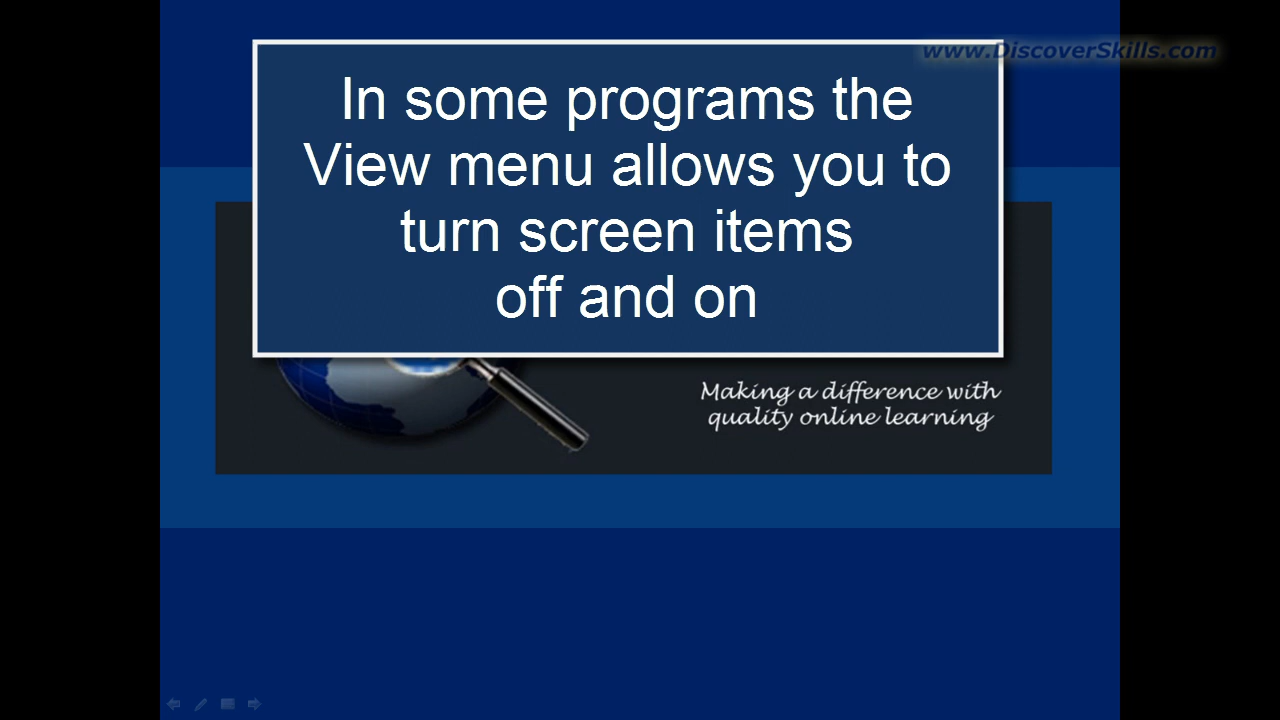 www.DiscoverSkills.com
In some programs the
View menu allows you to
turn screen items
off and on
Making a difference with
quality online learning